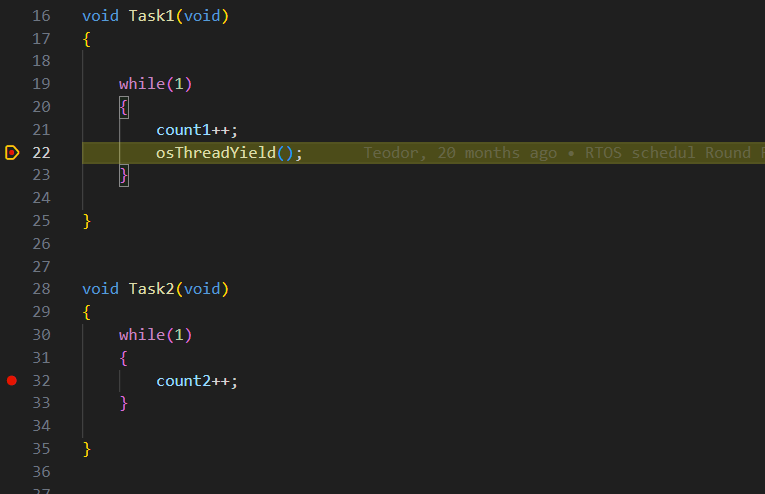 16 void Task1(void)
17 {
18
19 while(1)
20 {
21 count1++;
22 osThreadYield(); Teodor, 20 months ago • RTOS schedul Round
23 }
24
25 }
26
27
28 void Task2(void)
29 {
30 while(1)
31 {
32 count2++;
33 }
34
35 }
36